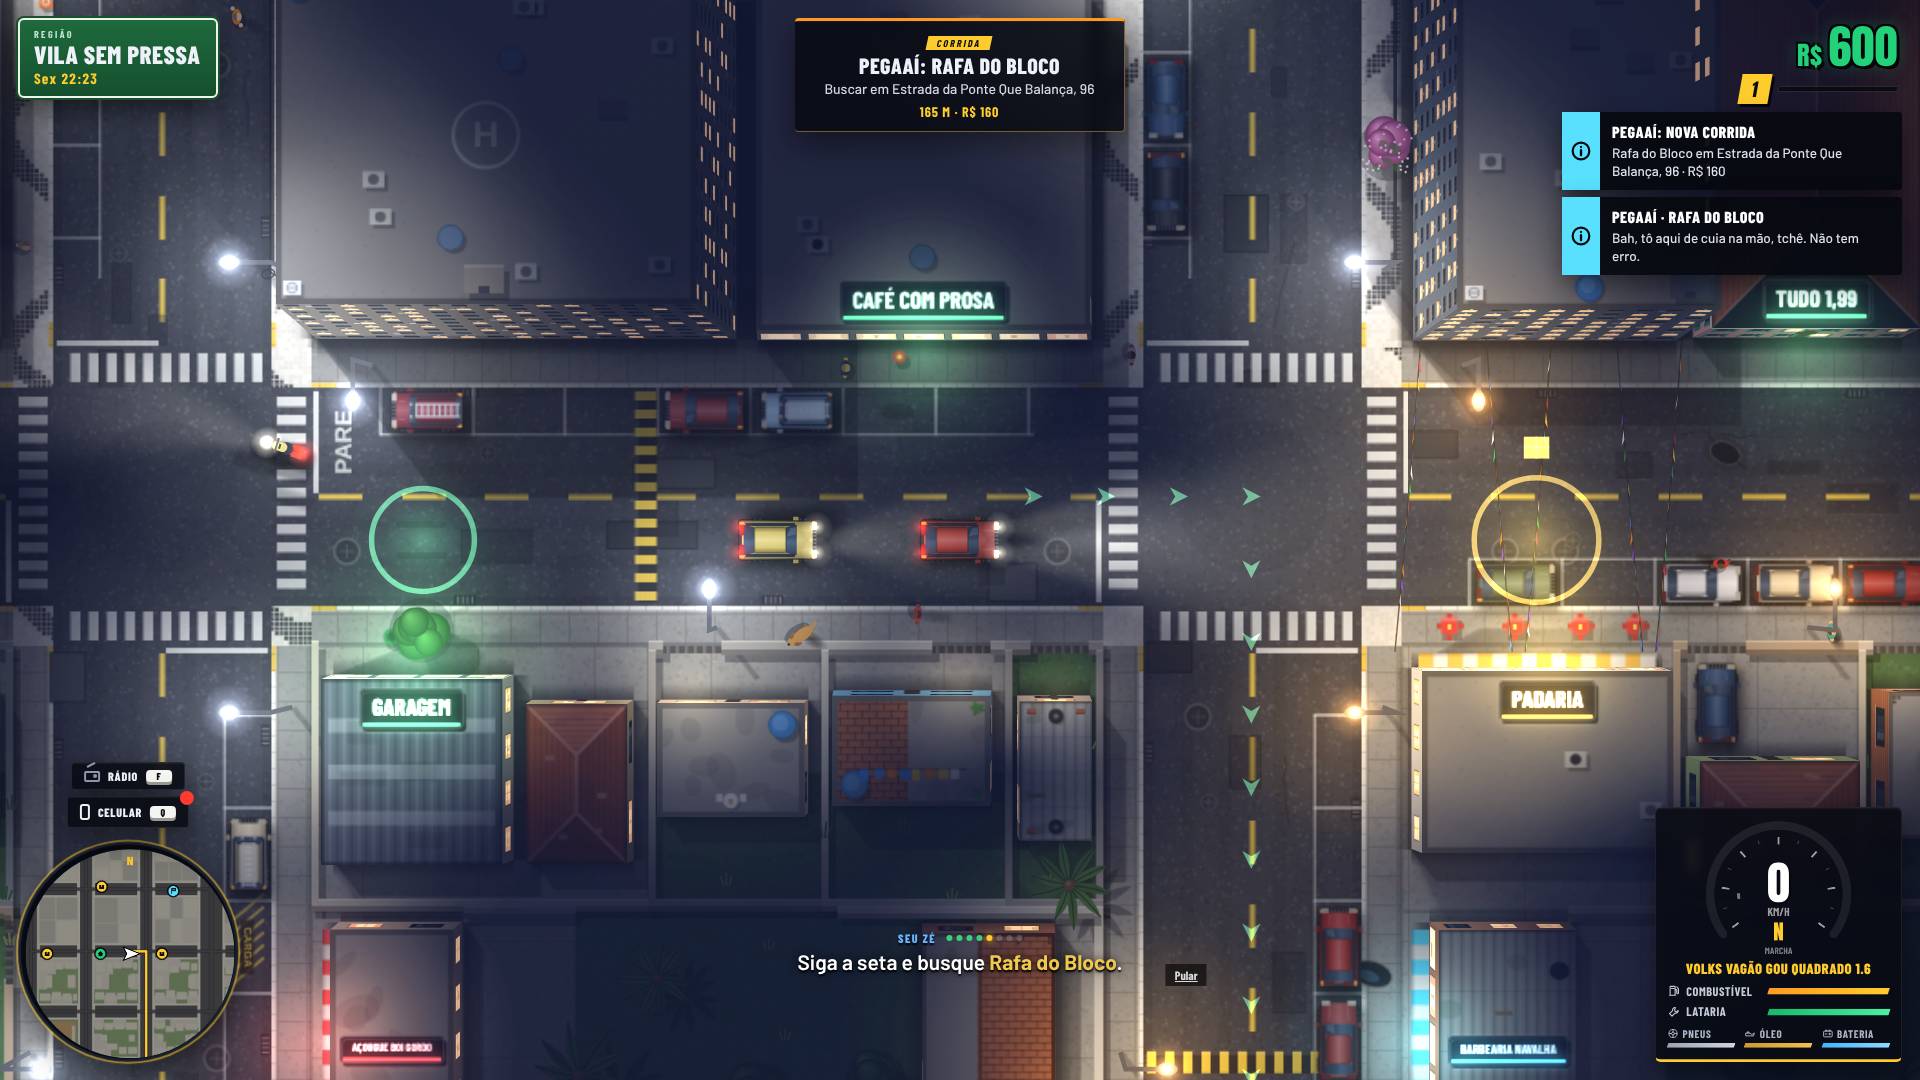 REGIÃO
VILA SEM PRESSA
Sex 22:23
CORRIDA
PEGAAÍ: RAFA DO BLOCO
Buscar em Estrada da Ponte Que Balança, 96
165 M · R$ 160
R$ 600
1
PEGAAÍ: NOVA CORRIDA
Rafa do Bloco em Estrada da Ponte Que
Balança, 96 · R$ 160
PEGAAÍ · RAFA DO BLOCO
Bah, tô aqui de cuia na mão, tchê. Não tem
erro.
H
CAFÉ COM PROSA
TUDO 1,99
PARE
GARAGEM
PADARIA
RÁDIO F
CELULAR Q
N
M
P
M
M
CARGA
SEU ZÉ
Siga a seta e busque Rafa do Bloco.
Pular
AÇOUGUE BOI GORDO
BARBEARIA NAVALHA
0
KM/H
N
MARCHA
VOLKS VAGÃO GOU QUADRADO 1.6
COMBUSTÍVEL
LATARIA
PNEUS
ÓLEO
BATERIA